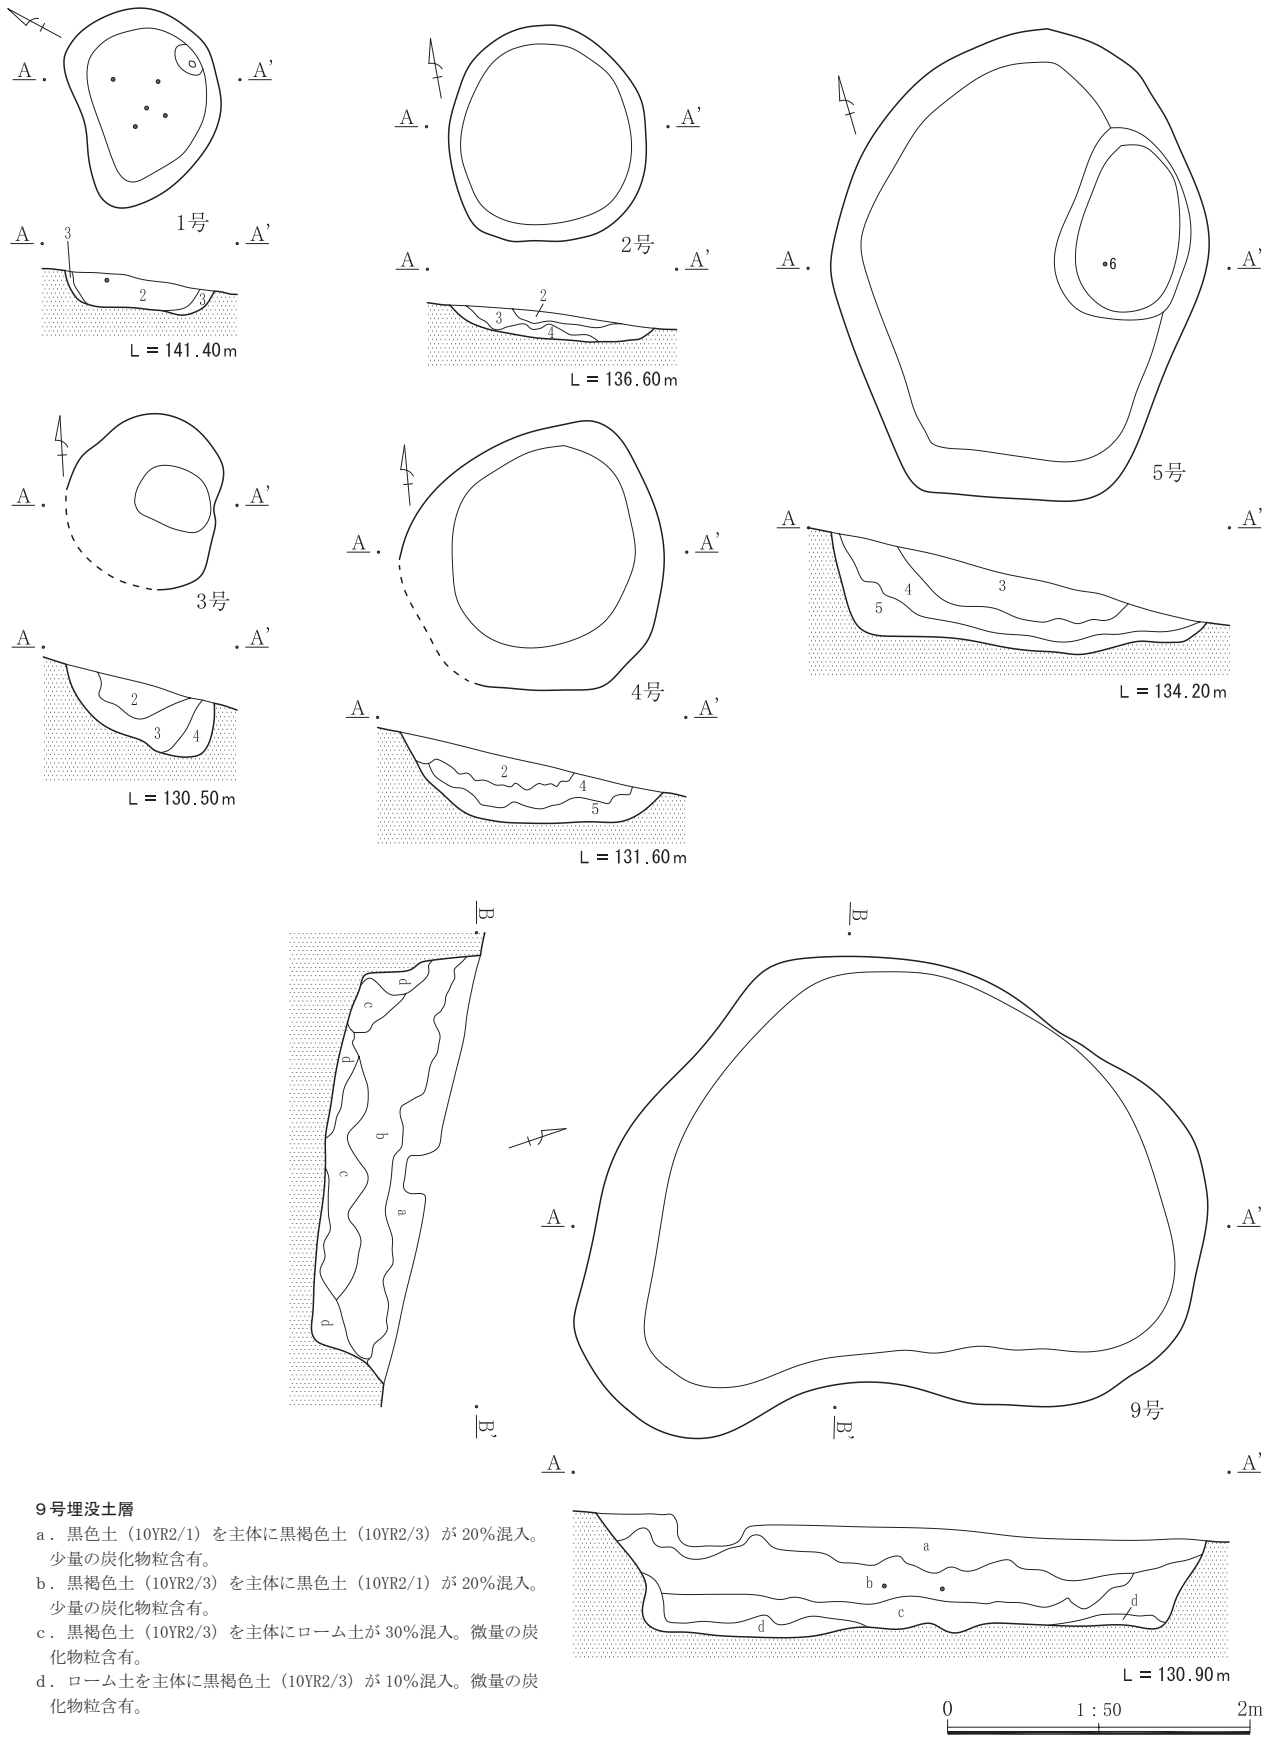 A
A'
1号
A
A'
3
2
3
L = 141.40m
A
A'
2号
A
A'
2
3
4
L = 136.60m
A
A'
6
5号
A
A'
3
4
5
L = 134.20m
A
A'
3号
A
A'
2
3
4
L = 130.50m
A
A'
4号
A
A'
2
4
5
L = 131.60m
B
d
c
d
b
c
a
d
B'
B
A
A'
9号
B'
A
A'
a
b
c
d
d
L = 130.90m
0
1 : 50
2m
9号埋没土層
a．黒色土（10YR2/1）を主体に黒褐色土（10YR2/3）が 20%混入。
少量の炭化物粒含有。
b．黒褐色土（10YR2/3）を主体に黒色土（10YR2/1）が 20%混入。
少量の炭化物粒含有。
c．黒褐色土（10YR2/3）を主体にローム土が 30%混入。微量の炭
化物粒含有。
d．ローム土を主体に黒褐色土（10YR2/3）が 10%混入。微量の炭
化物粒含有。